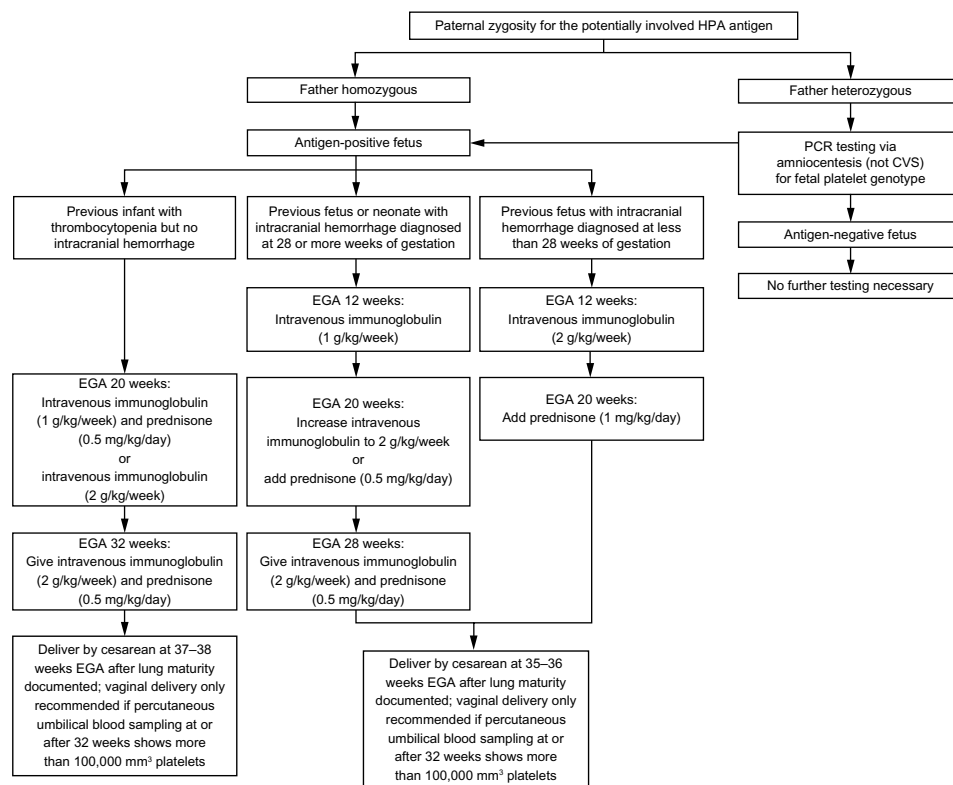 Paternal zygosity for the potentially involved HPA antigen
Father homozygous
Father heterozygous
Antigen-positive fetus
PCR testing via
amniocentesis (not CVS)
for fetal platelet genotype
Previous infant with
thrombocytopenia but no
intracranial hemorrhage
Previous fetus or neonate with
intracranial hemorrhage diagnosed
at 28 or more weeks of gestation
Previous fetus with intracranial
hemorrhage diagnosed at less
than 28 weeks of gestation
Antigen-negative fetus
No further testing necessary
EGA 12 weeks:
Intravenous immunoglobulin
(1 g/kg/week)
EGA 12 weeks:
Intravenous immunoglobulin
(2 g/kg/week)
EGA 20 weeks:
Intravenous immunoglobulin
(1 g/kg/week) and prednisone
(0.5 mg/kg/day)
or
intravenous immunoglobulin
(2 g/kg/week)
EGA 20 weeks:
Increase intravenous
immunoglobulin to 2 g/kg/week
or
add prednisone (0.5 mg/kg/day)
EGA 20 weeks:
Add prednisone (1 mg/kg/day)
EGA 32 weeks:
Give intravenous immunoglobulin
(2 g/kg/week) and prednisone
(0.5 mg/kg/day)
EGA 28 weeks:
Give intravenous immunoglobulin
(2 g/kg/week) and prednisone
(0.5 mg/kg/day)
Deliver by cesarean at 37–38
weeks EGA after lung maturity
documented; vaginal delivery only
recommended if percutaneous
umbilical blood sampling at or
after 32 weeks shows more
than 100,000 mm³ platelets
Deliver by cesarean at 35–36
weeks EGA after lung maturity
documented; vaginal delivery only
recommended if percutaneous
umbilical blood sampling at or
after 32 weeks shows more
than 100,000 mm³ platelets